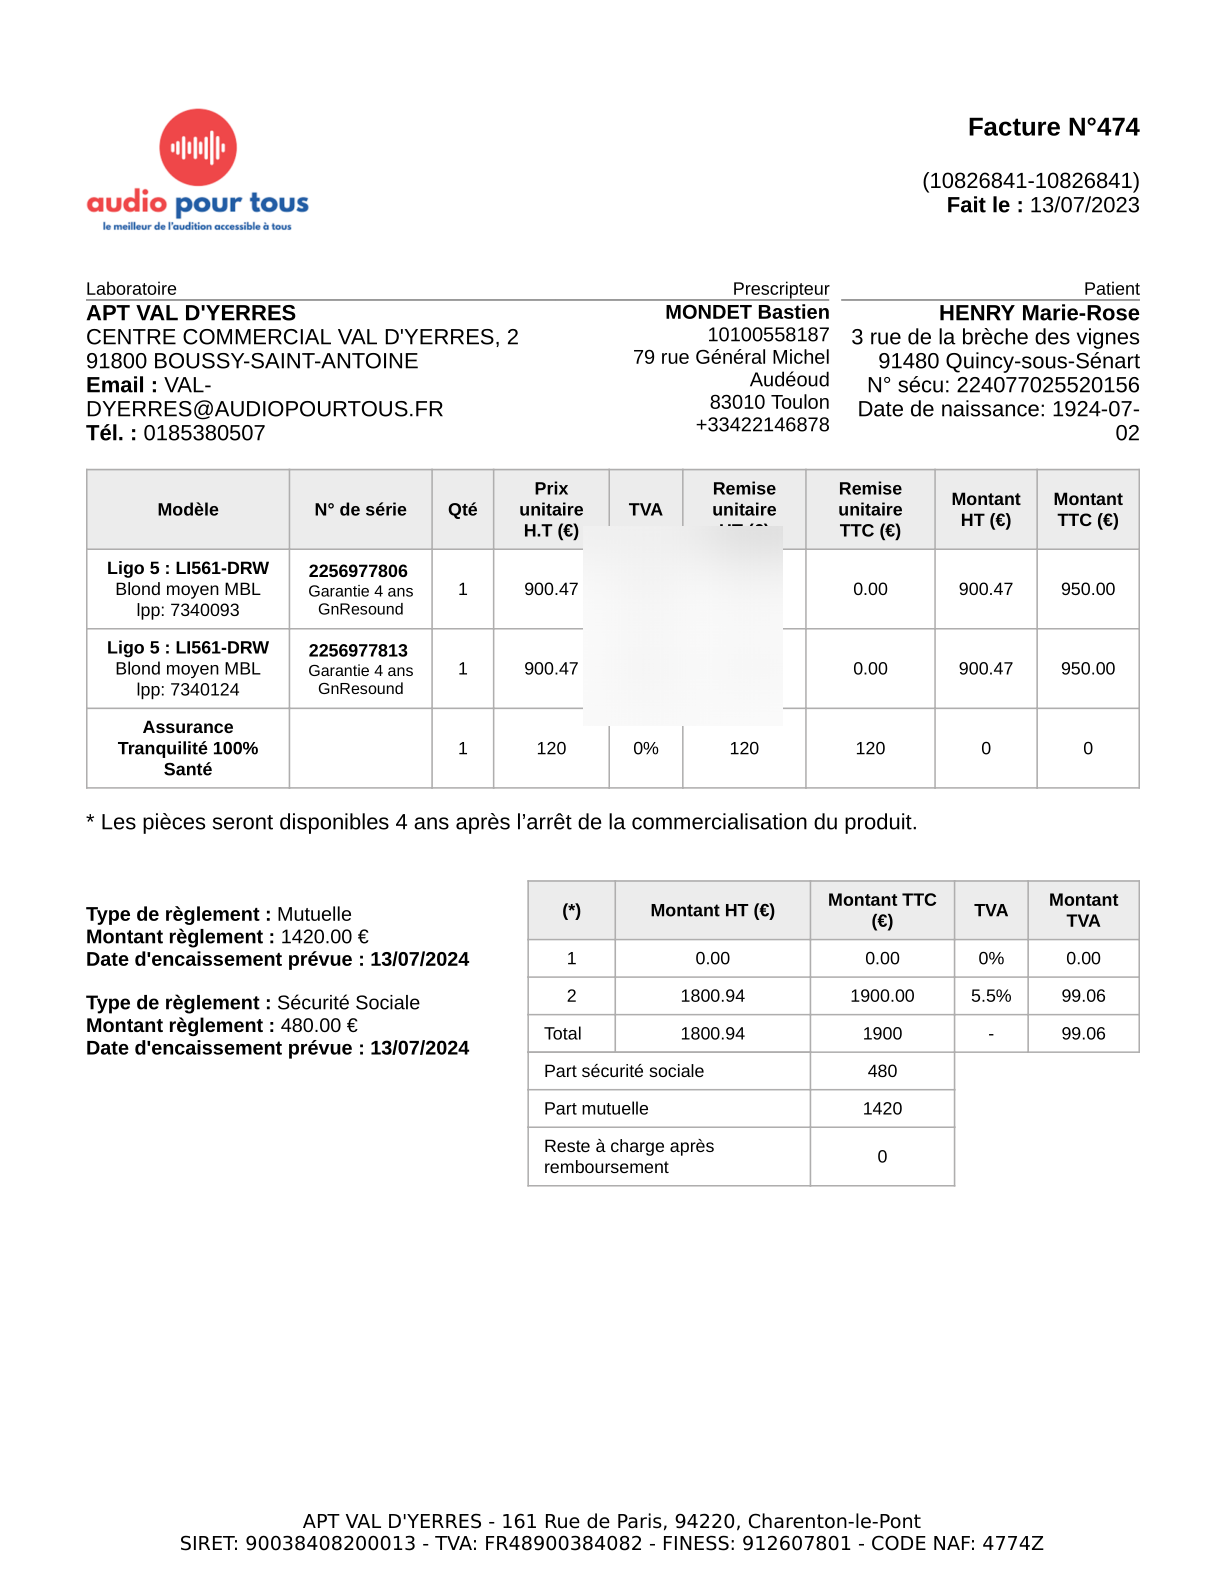 audio pour tous
le meilleur de l'audition accessible à tous
Facture N°474
(10826841-10826841)
Fait le : 13/07/2023
Laboratoire
APT VAL D'YERRES
CENTRE COMMERCIAL VAL D'YERRES, 2
91800 BOUSSY-SAINT-ANTOINE
Email : VAL-
DYERRES@AUDIOPOURTOUS.FR
Tél. : 0185380507
Prescripteur
MONDET Bastien
10100558187
79 rue Général Michel
Audéoud
83010 Toulon
+33422146878
Patient
HENRY Marie-Rose
3 rue de la brèche des vignes
91480 Quincy-sous-Sénart
N° sécu: 224077025520156
Date de naissance: 1924-07-
02
Modèle N° de série Qté Prix unitaire H.T (€) TVA Remise unitaire HT (€) Remise unitaire TTC (€) Montant HT (€) Montant TTC (€)
Ligo 5 : LI561-DRW
Blond moyen MBL
lpp: 7340093
2256977806
Garantie 4 ans
GnResound
1 900.47 0.00 900.47 950.00
Ligo 5 : LI561-DRW
Blond moyen MBL
lpp: 7340124
2256977813
Garantie 4 ans
GnResound
1 900.47 0.00 900.47 950.00
Assurance
Tranquilité 100%
Santé
1 120 0% 120 120 0 0
* Les pièces seront disponibles 4 ans après l’arrêt de la commercialisation du produit.
Type de règlement : Mutuelle
Montant règlement : 1420.00 €
Date d'encaissement prévue : 13/07/2024
Type de règlement : Sécurité Sociale
Montant règlement : 480.00 €
Date d'encaissement prévue : 13/07/2024
(*) Montant HT (€) Montant TTC (€) TVA Montant TVA
1 0.00 0.00 0% 0.00
2 1800.94 1900.00 5.5% 99.06
Total 1800.94 1900 - 99.06
Part sécurité sociale 480
Part mutuelle 1420
Reste à charge après
remboursement 0
APT VAL D'YERRES - 161 Rue de Paris, 94220, Charenton-le-Pont
SIRET: 90038408200013 - TVA: FR48900384082 - FINESS: 912607801 - CODE NAF: 4774Z